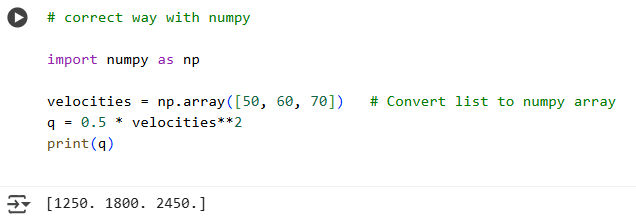 # correct way with numpy
import numpy as np
velocities = np.array([50, 60, 70])   # Convert list to numpy array
q = 0.5 * velocities**2
print(q)
[1250. 1800. 2450.]